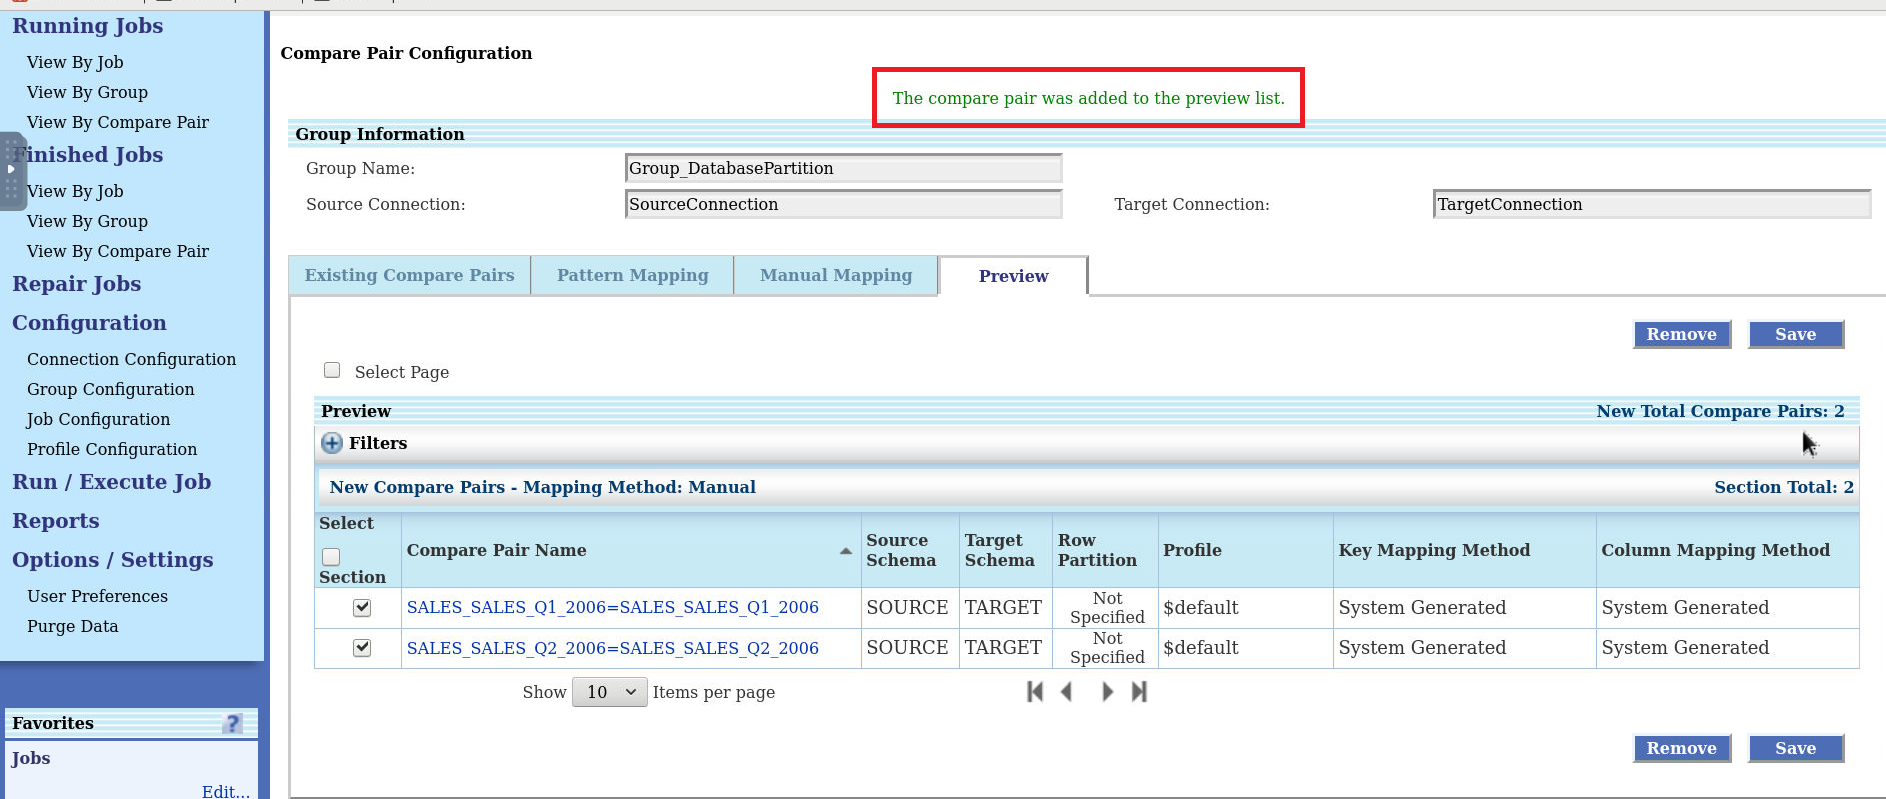 Running Jobs
View By Job
View By Group
View By Compare Pair
Finished Jobs
View By Job
View By Group
View By Compare Pair
Repair Jobs
Configuration
Connection Configuration
Group Configuration
Job Configuration
Profile Configuration
Run / Execute Job
Reports
Options / Settings
User Preferences
Purge Data
Favorites ?
Jobs
Edit...
Compare Pair Configuration
The compare pair was added to the preview list.
Group Information
Group Name: Group_DatabasePartition
Source Connection: SourceConnection Target Connection: TargetConnection
Existing Compare Pairs Pattern Mapping Manual Mapping Preview
Remove Save
Select Page
Preview New Total Compare Pairs: 2
Filters
New Compare Pairs - Mapping Method: Manual Section Total: 2
Select Section Compare Pair Name Source Schema Target Schema Row Partition Profile Key Mapping Method Column Mapping Method
SALES_SALES_Q1_2006=SALES_SALES_Q1_2006 SOURCE TARGET Not Specified $default System Generated System Generated
SALES_SALES_Q2_2006=SALES_SALES_Q2_2006 SOURCE TARGET Not Specified $default System Generated System Generated
Show 10 Items per page
Remove Save